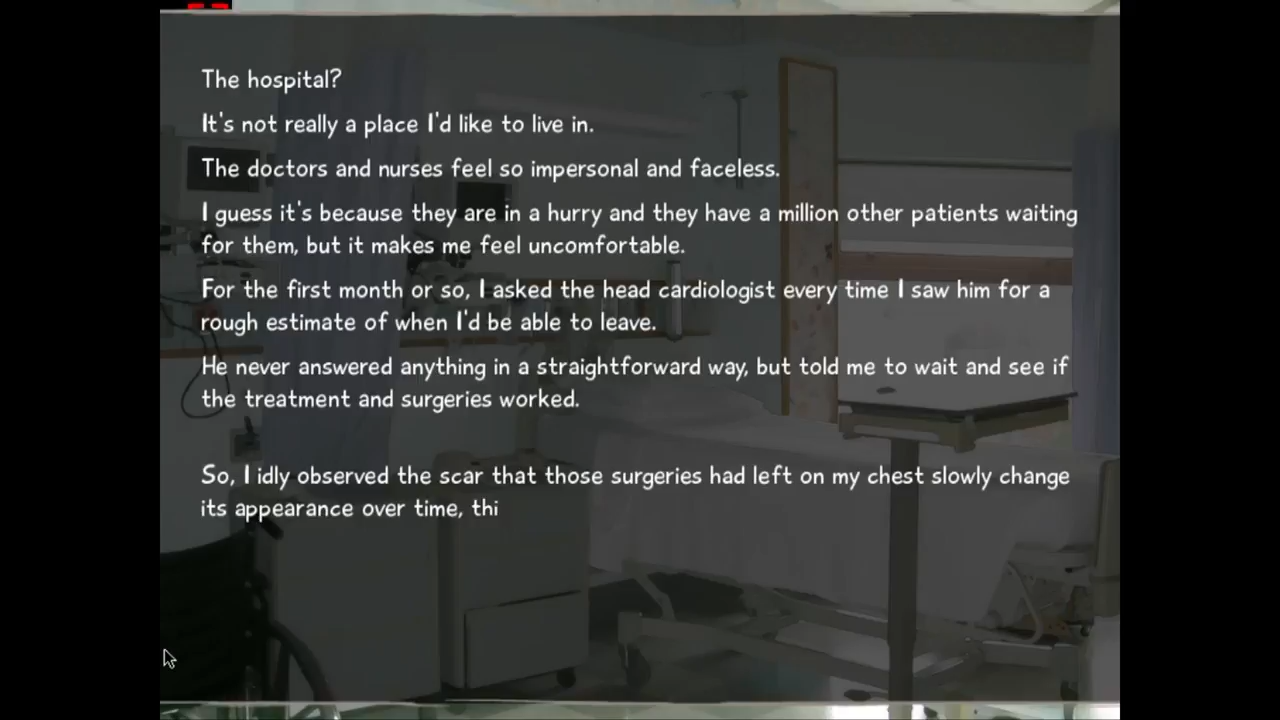 The hospital?
It's not really a place I'd like to live in.
The doctors and nurses feel so impersonal and faceless.
I guess it's because they are in a hurry and they have a million other patients waiting
for them, but it makes me feel uncomfortable.
For the first month or so, I asked the head cardiologist every time I saw him for a
rough estimate of when I'd be able to leave.
He never answered anything in a straightforward way, but told me to wait and see if
the treatment and surgeries worked.
So, I idly observed the scar that those surgeries had left on my chest slowly change
its appearance over time, thi